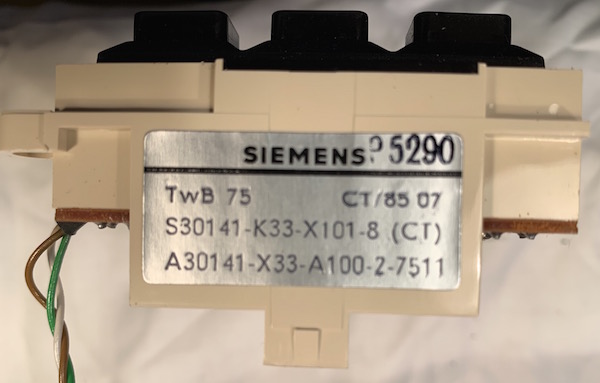 SIEMENS P 5290
TWB 75 CT/85 07
S30141-K33-X101-8 (CT)
A30141-X33-A100-2-7511